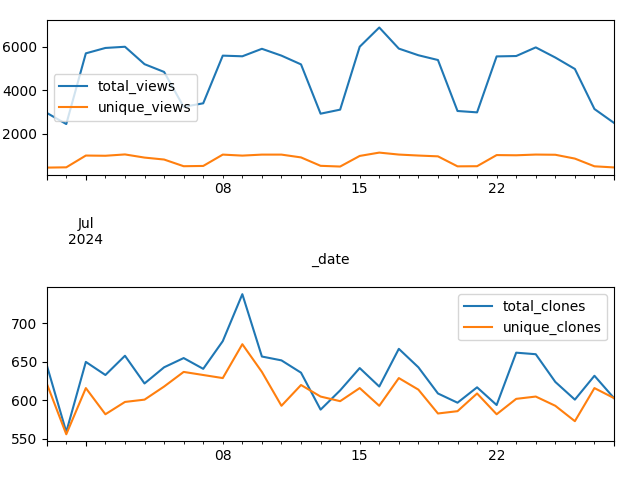 6000
4000
2000
total_views
unique_views
08
15
22
Jul
2024
_date
700
650
600
550
total_clones
unique_clones
08
15
22